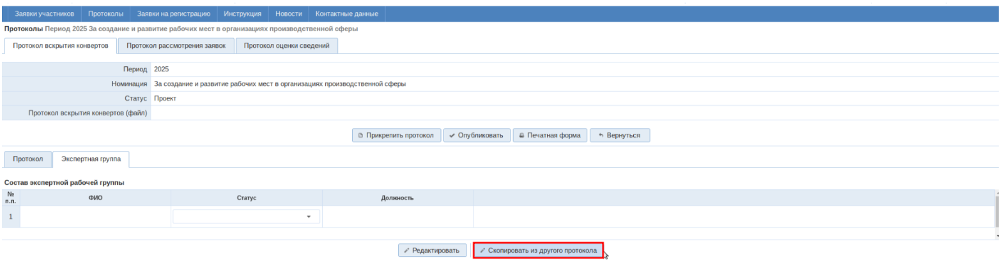 Заявки участников Протоколы Заявки на регистрацию Инструкция Новости Контактные данные
Протоколы Период 2025 За создание и развитие рабочих мест в организациях производственной сферы
Протокол вскрытия конвертов Протокол рассмотрения заявок Протокол оценки сведений
Период 2025
Номинация За создание и развитие рабочих мест в организациях производственной сферы
Статус Проект
Протокол вскрытия конвертов (файл)
Прикрепить протокол Опубликовать Печатная форма Вернуться
Протокол Экспертная группа
Состав экспертной рабочей группы
№ п.п. ФИО Статус Должность
1
Редактировать Скопировать из другого протокола